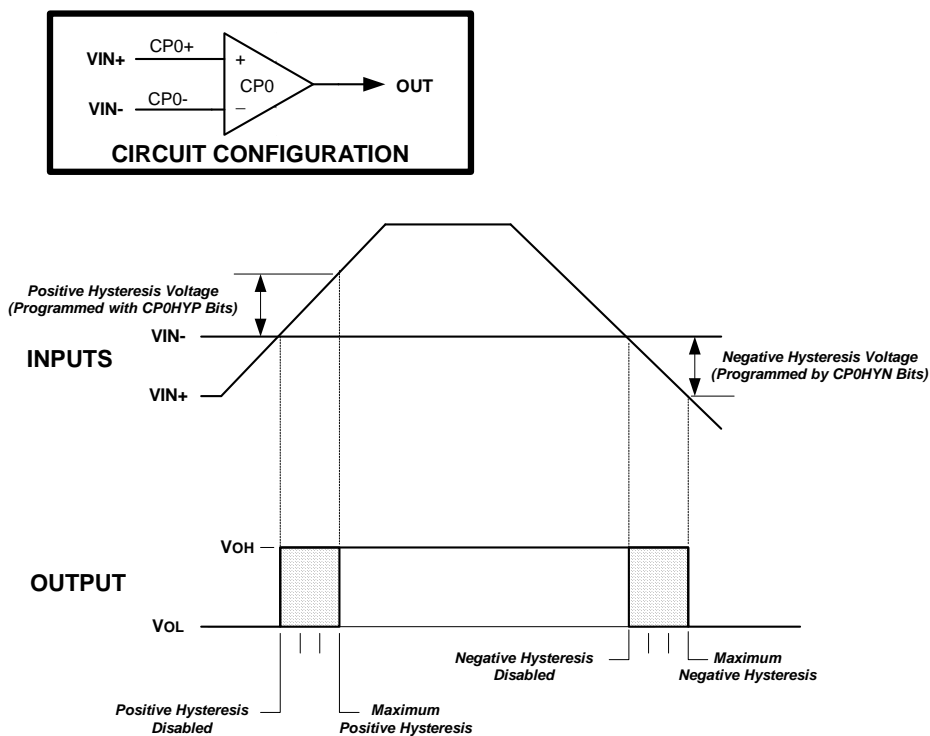 VIN+
CP0+
+
CP0
OUT
VIN-
CP0-
−
CIRCUIT CONFIGURATION
Positive Hysteresis Voltage
(Programmed with CP0HYP Bits)
VIN-
INPUTS
VIN+
Negative Hysteresis Voltage
(Programmed by CP0HYN Bits)
VOH
OUTPUT
VOL
Negative Hysteresis
Disabled
Maximum
Negative Hysteresis
Positive Hysteresis
Disabled
Maximum
Positive Hysteresis